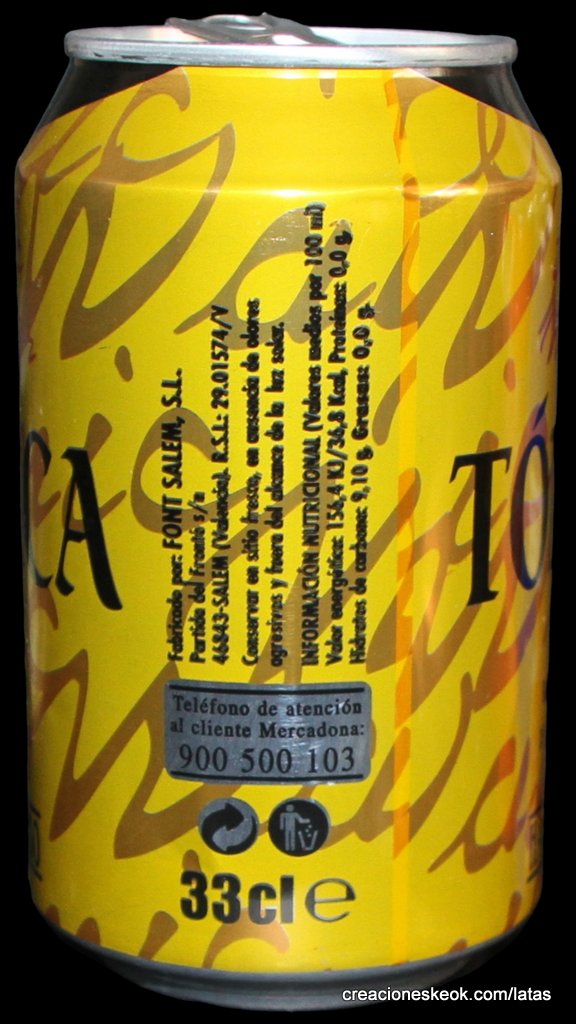 CA
TÓ
Fabricado por: FONT SALEM, S.L.
Partida del Frontó s/n
46843-SALEM (Valencia). R.S.I.: 29.01574/V
Conservar en sitio fresco, en ausencia de olores
agresivos y fuera del alcance de la luz solar.
INFORMACIÓN NUTRICIONAL (Valores medios por 100 ml)
Valor energético: 156,4 KJ/36,8 Kcal, Proteínas: 0,0 g.
Hidratos de carbono: 9,10 g. Grasas: 0,0 g.
Teléfono de atención
al cliente Mercadona:
900 500 103
33cl e
creacioneskeok.com/latas